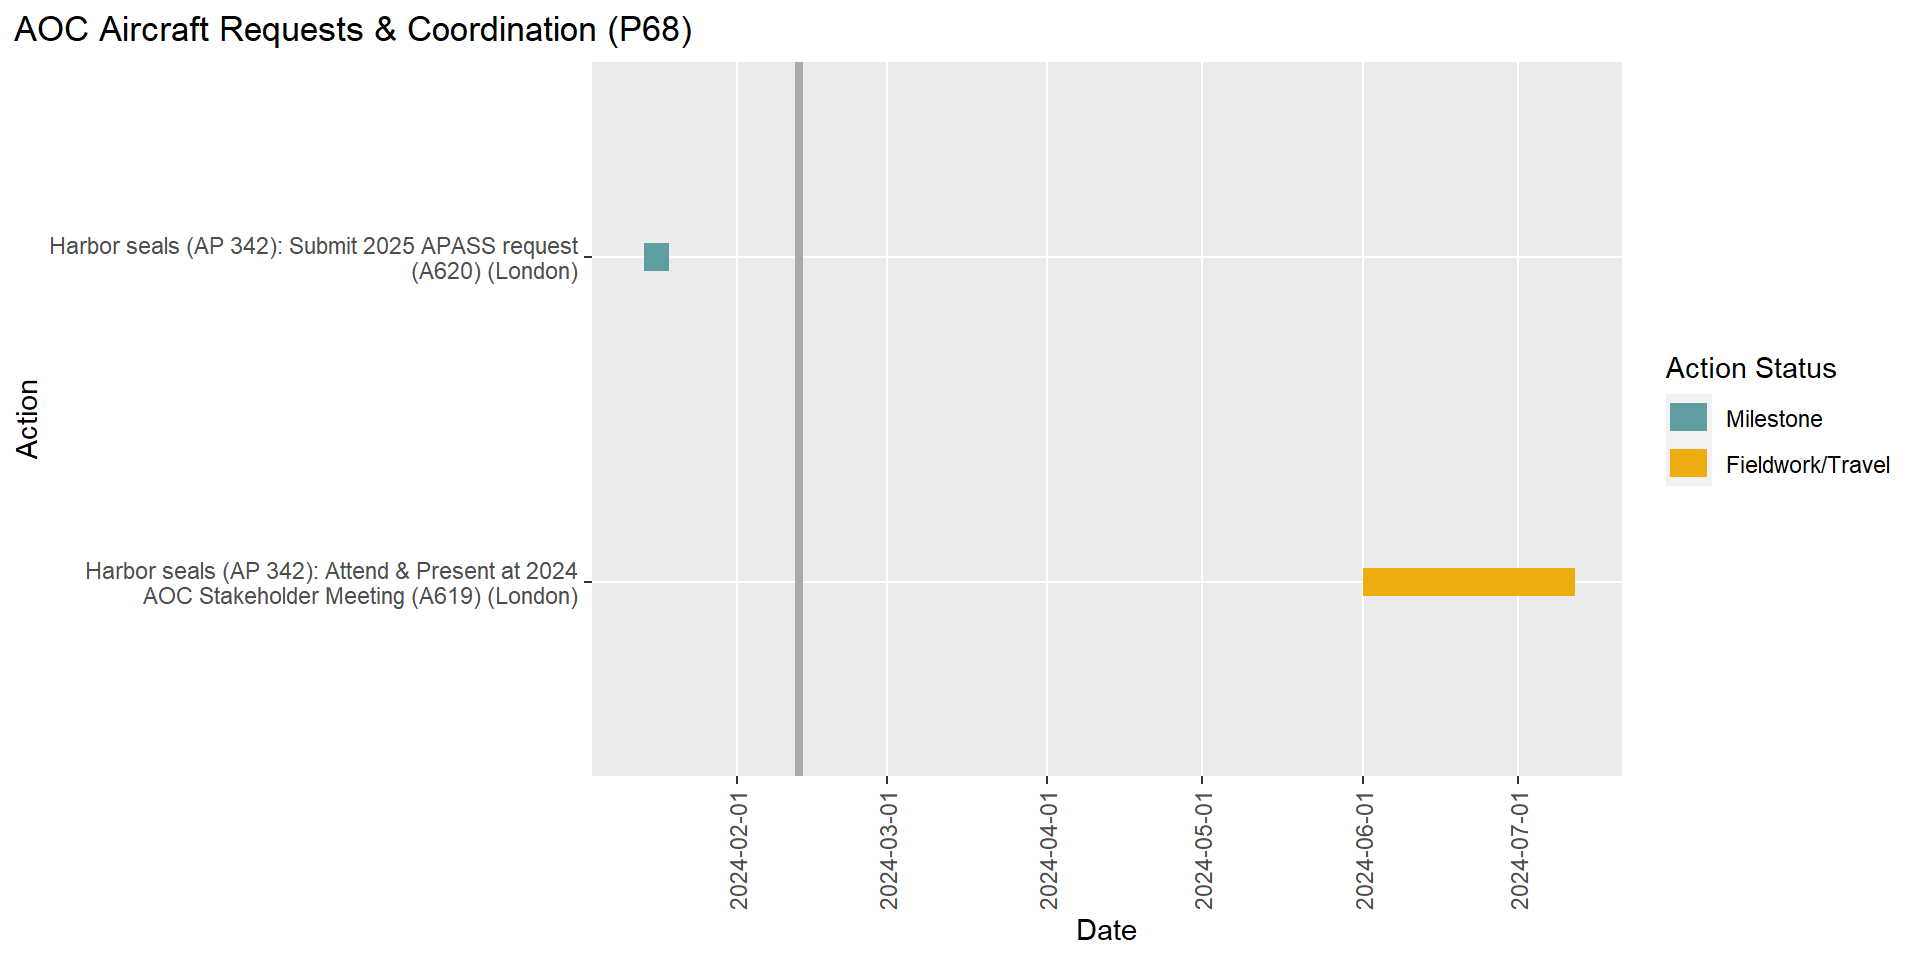 AOC Aircraft Requests & Coordination (P68)
Harbor seals (AP 342): Submit 2025 APASS request
(A620) (London)
Harbor seals (AP 342): Attend & Present at 2024
AOC Stakeholder Meeting (A619) (London)
Action
2024-02-01
2024-03-01
2024-04-01
2024-05-01
2024-06-01
2024-07-01
Date
Action Status
Milestone
Fieldwork/Travel